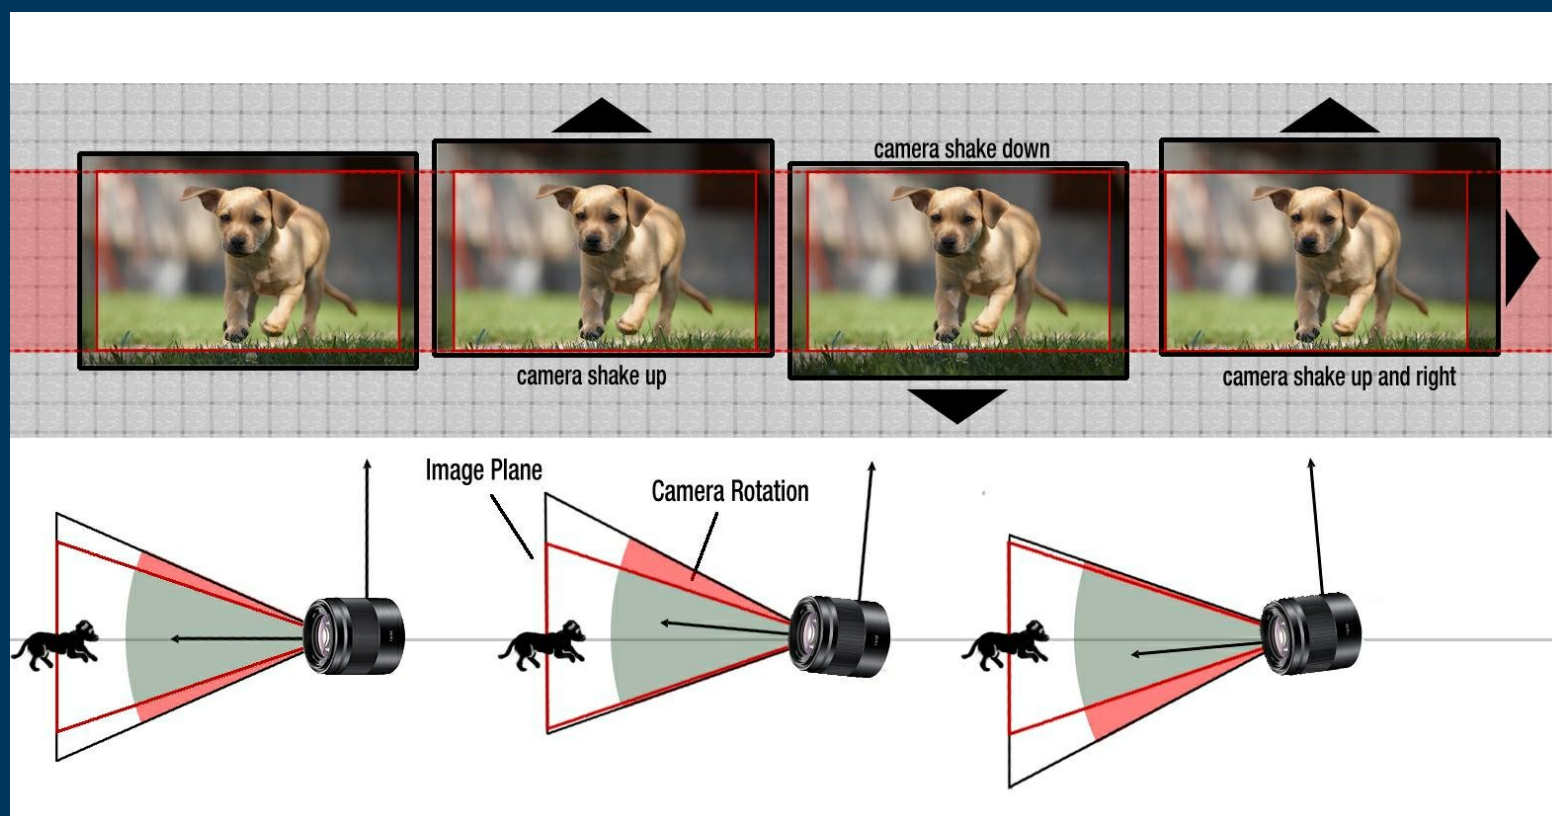 camera shake down
camera shake up
camera shake up and right
Image Plane
Camera Rotation